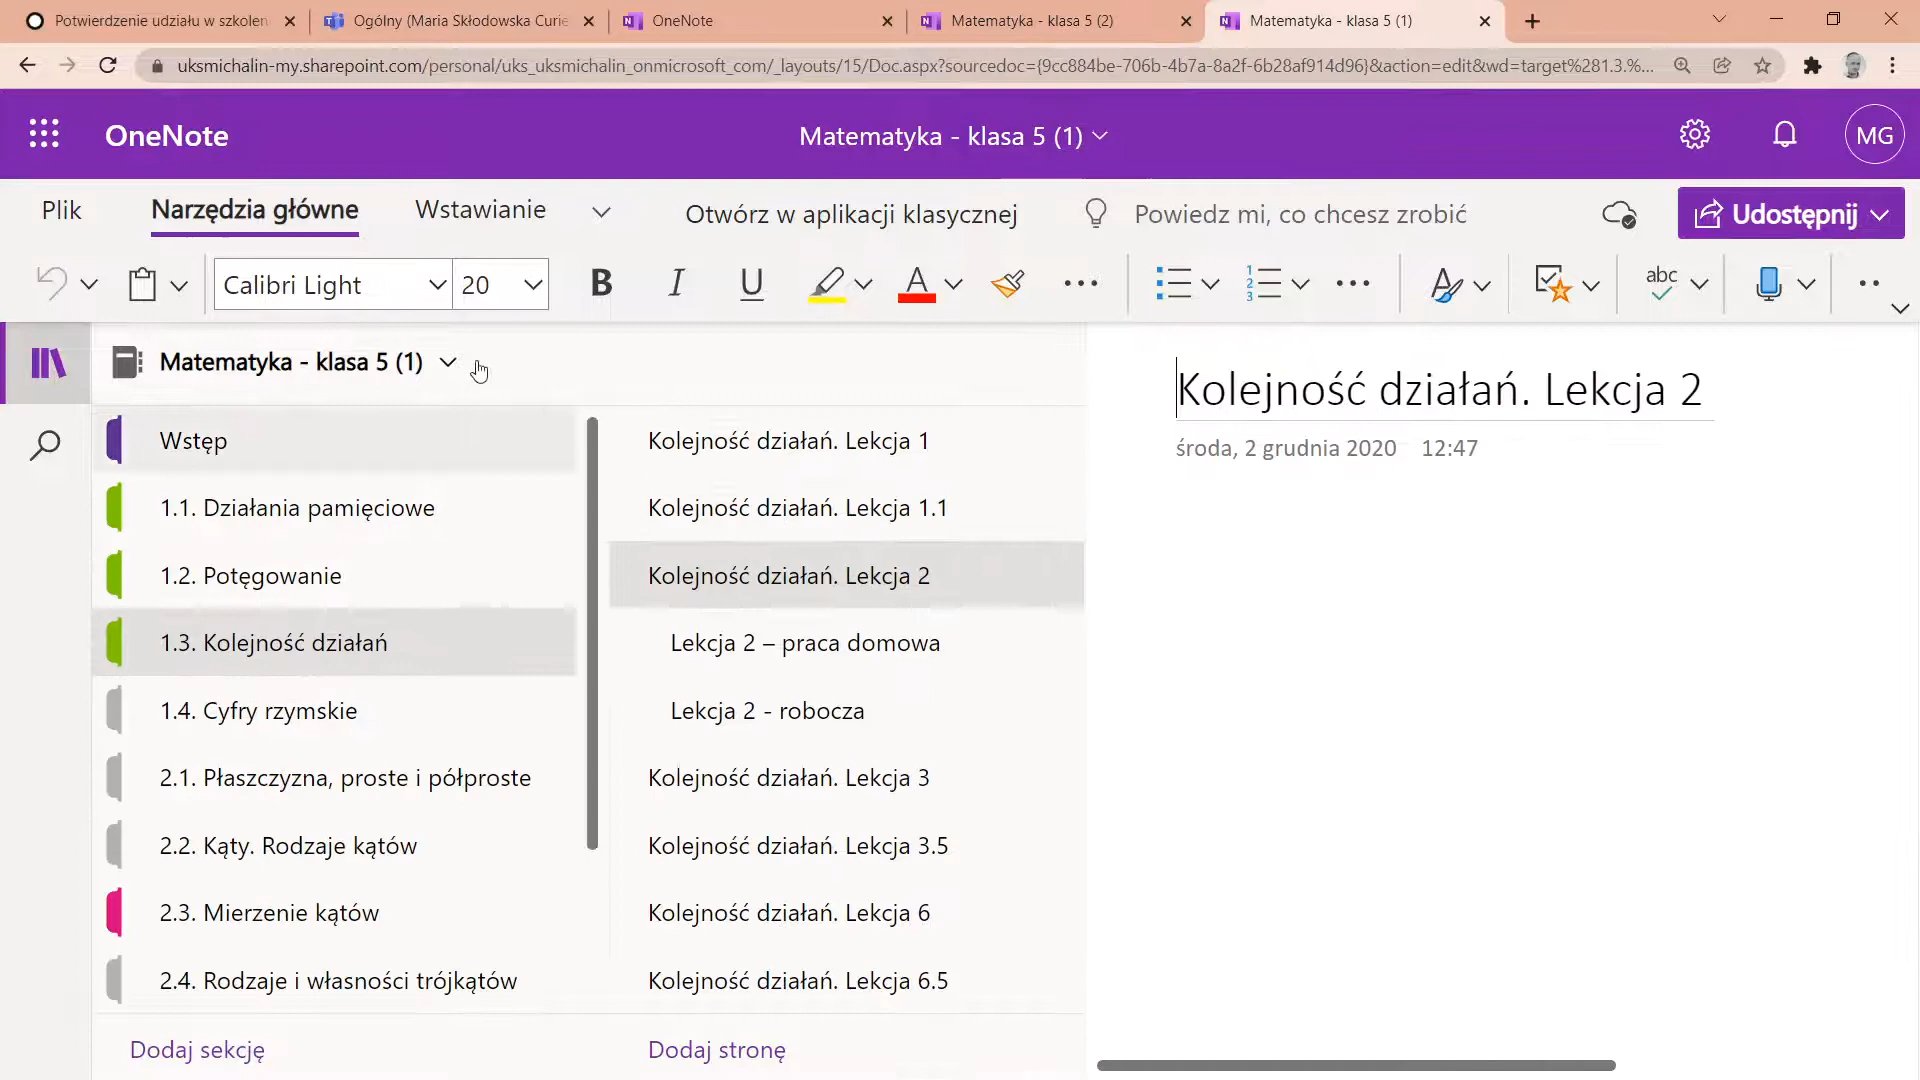 Potwierdzenie udziału w szkolen
Ogólny (Maria Skłodowska Curie
OneNote
Matematyka - klasa 5 (2)
Matematyka - klasa 5 (1)
uksmichalin-my.sharepoint.com/personal/uks_uksmichalin_onmicrosoft_com/_layouts/15/Doc.aspx?sourcedoc={9cc884be-706b-4b7a-8a2f-6b28af914d96}&action=edit&wd=target%281.3.%...
OneNote
Matematyka - klasa 5 (1)
MG
Plik
Narzędzia główne
Wstawianie
Otwórz w aplikacji klasycznej
Powiedz mi, co chcesz zrobić
Udostępnij
Calibri Light
20
B
I
U
A
abc
Matematyka - klasa 5 (1)
Wstęp
1.1. Działania pamięciowe
1.2. Potęgowanie
1.3. Kolejność działań
1.4. Cyfry rzymskie
2.1. Płaszczyzna, proste i półproste
2.2. Kąty. Rodzaje kątów
2.3. Mierzenie kątów
2.4. Rodzaje i własności trójkątów
Dodaj sekcję
Kolejność działań. Lekcja 1
Kolejność działań. Lekcja 1.1
Kolejność działań. Lekcja 2
Lekcja 2 – praca domowa
Lekcja 2 - robocza
Kolejność działań. Lekcja 3
Kolejność działań. Lekcja 3.5
Kolejność działań. Lekcja 6
Kolejność działań. Lekcja 6.5
Dodaj stronę
Kolejność działań. Lekcja 2
środa, 2 grudnia 2020 12:47